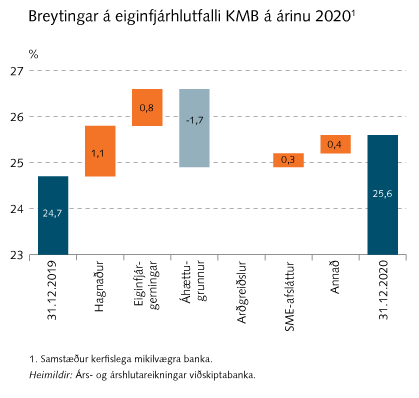 Breytingar á eiginfjárhlutfalli KMB á árinu 2020¹
%
27
26
25
24
23
24,7
1,1
0,8
-1,7
0,3
0,4
25,6
31.12.2019
Hagnaður
Eiginfjár-
gerningar
Áhættu-
grunnur
Arðgreiðslur
SME-afsláttur
Annað
31.12.2020
1. Samstæður kerfislega mikilvægra banka.
Heimildir: Árs- og árshlutareikningar viðskiptabanka.